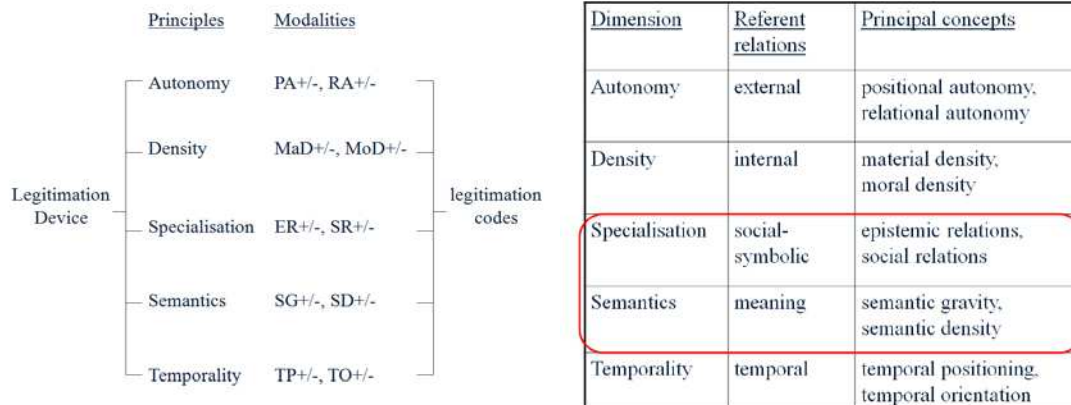 Principles Modalities
Autonomy PA+/-, RA+/-
Density MaD+/-, MoD+/-
Legitimation
Device
legitimation
codes
Specialisation ER+/-, SR+/-
Semantics SG+/-, SD+/-
Temporality TP+/-, TO+/-
Dimension Referent relations Principal concepts
Autonomy external positional autonomy,
relational autonomy
Density internal material density,
moral density
Specialisation social-symbolic epistemic relations,
social relations
Semantics meaning semantic gravity,
semantic density
Temporality temporal temporal positioning,
temporal orientation